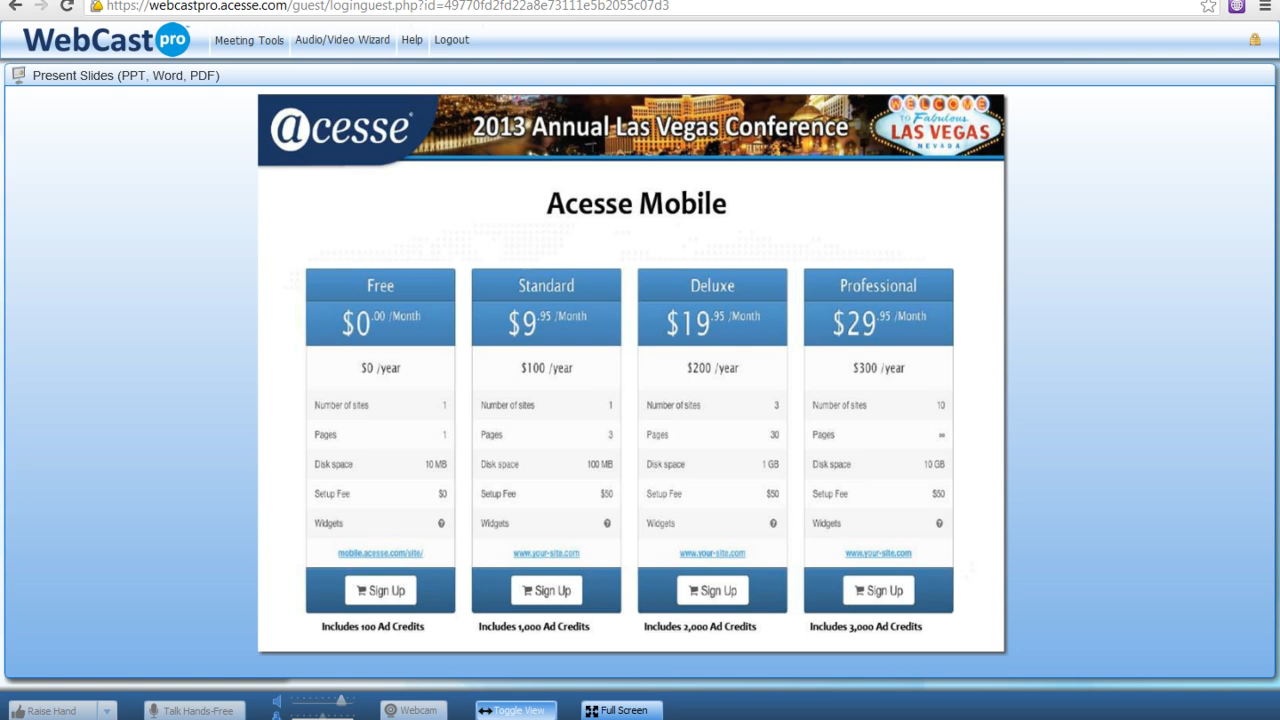 https://webcastpro.acesse.com/guest/loginguest.php?id=49770fd2fd22a8e73111e5b2055c07d3
WebCast pro Meeting Tools Audio/Video Wizard Help Logout
Present Slides (PPT, Word, PDF)
@cesse 2013 Annual Las Vegas Conference WELCOME TO Fabulous LAS VEGAS NEVADA
Acesse Mobile
Free Standard Deluxe Professional
$0.00 /Month $9.95 /Month $19.95 /Month $29.95 /Month
$0 /year $100 /year $200 /year $300 /year
Number of sites 1 Number of sites 1 Number of sites 3 Number of sites 10
Pages 1 Pages 3 Pages 30 Pages ∞
Disk space 10 MB Disk space 100 MB Disk space 1 GB Disk space 10 GB
Setup Fee $0 Setup Fee $50 Setup Fee $50 Setup Fee $50
Widgets ? Widgets ? Widgets ? Widgets ?
mobile.acesse.com/site/ www.your-site.com www.your-site.com www.your-site.com
Sign Up Sign Up Sign Up Sign Up
Includes 100 Ad Credits Includes 1,000 Ad Credits Includes 2,000 Ad Credits Includes 3,000 Ad Credits
Raise Hand Talk Hands-Free Webcam Toggle View Full Screen